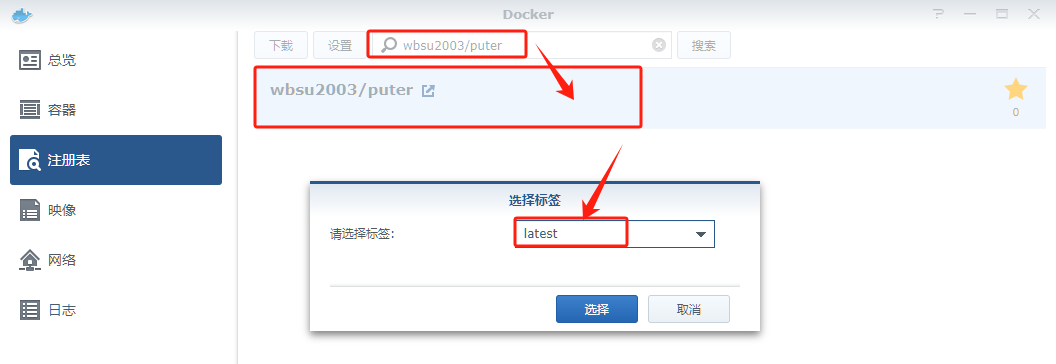 Docker
总览
容器
注册表
映像
网络
日志
下载 设置 wbsu2003/puter 搜索
wbsu2003/puter
0
选择标签
请选择标签: latest
选择 取消